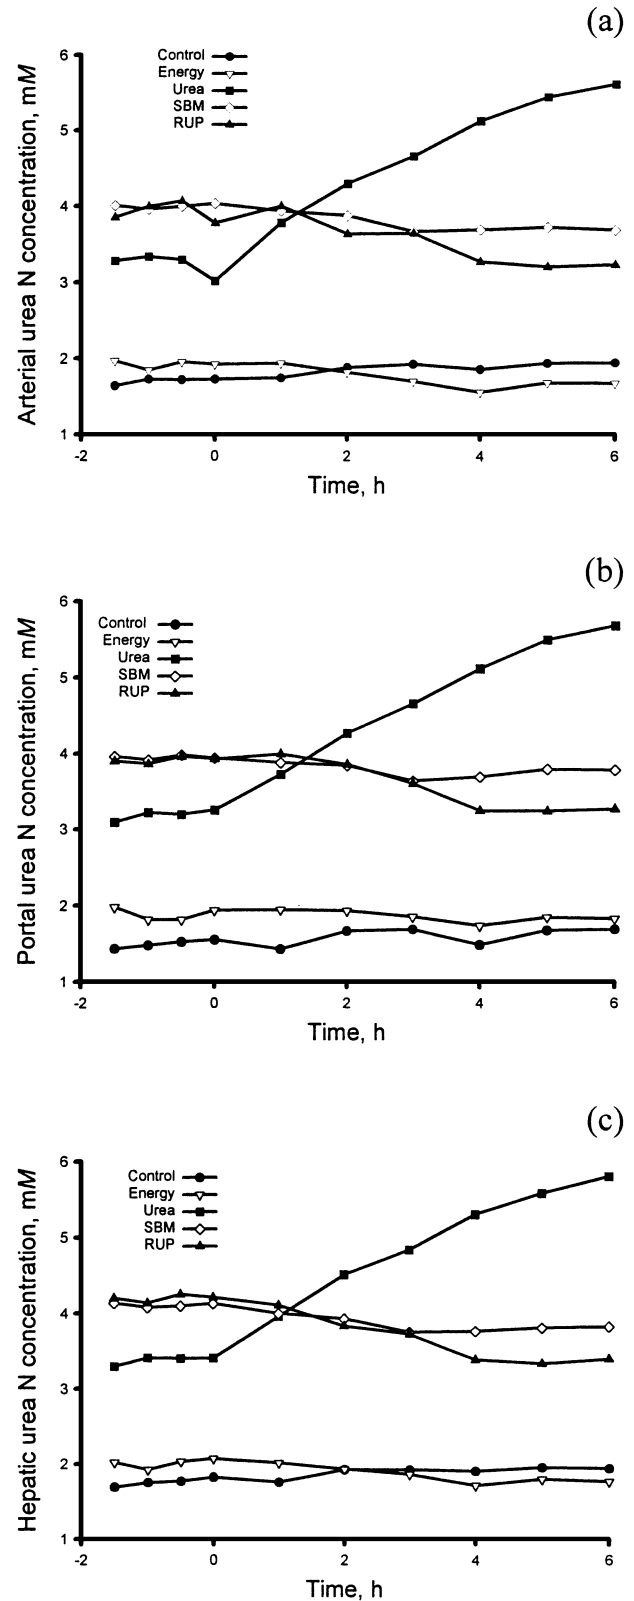 (a)
Arterial urea N concentration, mM
6
5
4
3
2
1
Control
Energy
Urea
SBM
RUP
-2 0 2 4 6
Time, h
(b)
Portal urea N concentration, mM
6
5
4
3
2
1
Control
Energy
Urea
SBM
RUP
-2 0 2 4 6
Time, h
(c)
Hepatic urea N concentration, mM
6
5
4
3
2
1
Control
Energy
Urea
SBM
RUP
-2 0 2 4 6
Time, h